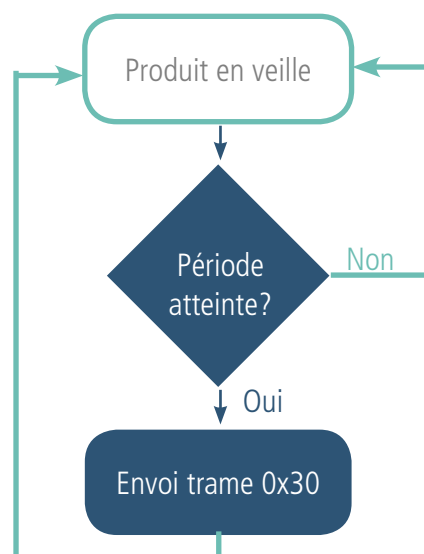 Produit en veille
Période
atteinte?
Non
Oui
Envoi trame 0x30